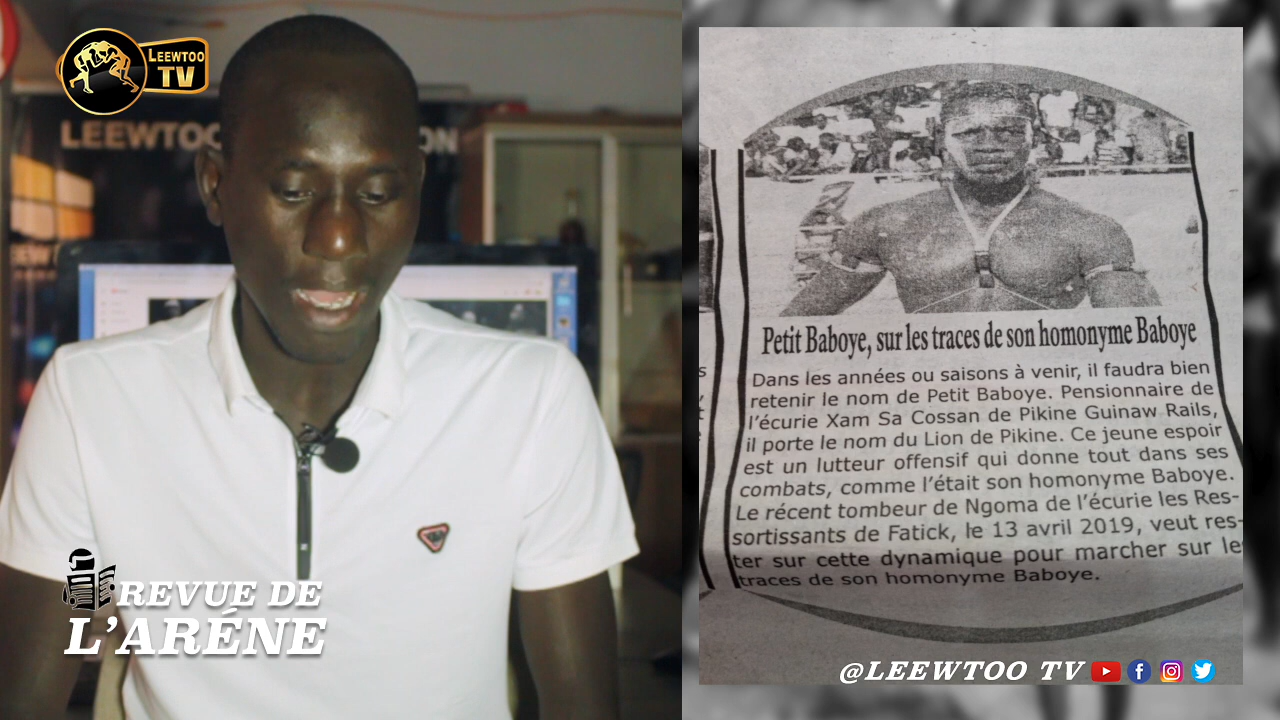 LEEWTOO
TV
LEEWTOO
ON
REVUE DE
L'ARÉNE
Petit Baboye, sur les traces de son homonyme Baboye
Dans les années ou saisons à venir, il faudra bien
retenir le nom de Petit Baboye. Pensionnaire de
l'écurie Xam Sa Cossan de Pikine Guinaw Rails,
il porte le nom du Lion de Pikine. Ce jeune espoir
est un lutteur offensif qui donne tout dans ses
combats, comme l'était son homonyme Baboye.
Le récent tombeur de Ngoma de l'écurie les Res-
sortissants de Fatick, le 13 avril 2019, veut res-
ter sur cette dynamique pour marcher sur les
traces de son homonyme Baboye.
@LEEWTOO TV